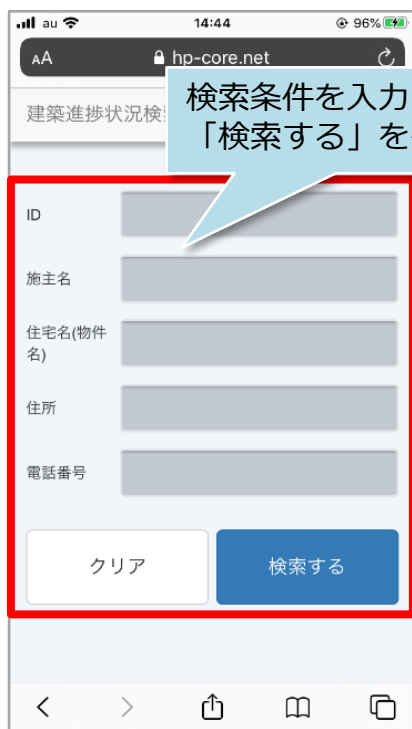 au 14:44 96%
AA hp-core.net
建築進捗状況検
検索条件を入力
「検索する」を
ID
施主名
住宅名(物件
名)
住所
電話番号
クリア 検索する